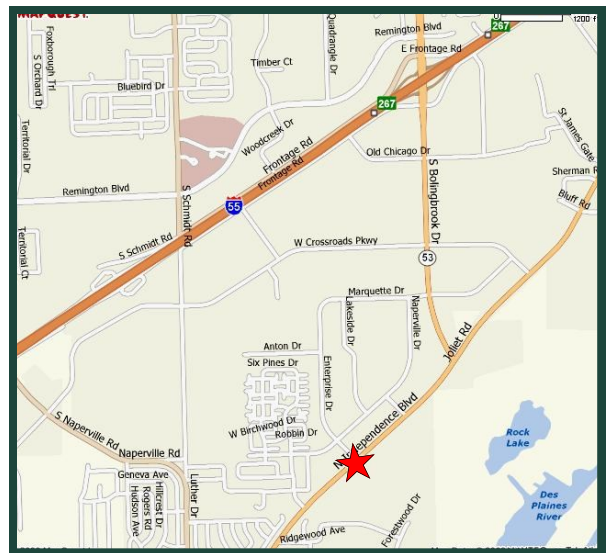 MAPQUEST.
1200 f
267
Remington Blvd
E Frontage Rd
Foxborough Trl
S Orchard Dr
Quadrangle Dr
Timber Ct
Bluebird Dr
267
Territorial Dr
Woodcreek Dr
Frontage Rd
Frontage Rd
Old Chicago Dr
St James Gate
S Bolingbrook Dr
Sherman R
Bluff Rd
Remington Blvd
S Schmidt Rd
55
S Schmidt Rd
Territorial Ct
W Crossroads Pkwy
53
Marquette Dr
Lakeside Dr
Naperville Dr
Joliet Rd
Anton Dr
Six Pines Dr
Enterprise Dr
N Independence Blvd
S Naperville Rd
Naperville Rd
W Birchwood Dr
Robbin Dr
Rock
Lake
Geneva Ave
Hudson Ave
Rogers Rd
Hillcrest Dr
Luther Dr
Des
Plaines
River
Ridgewood Ave
Forestwood Dr